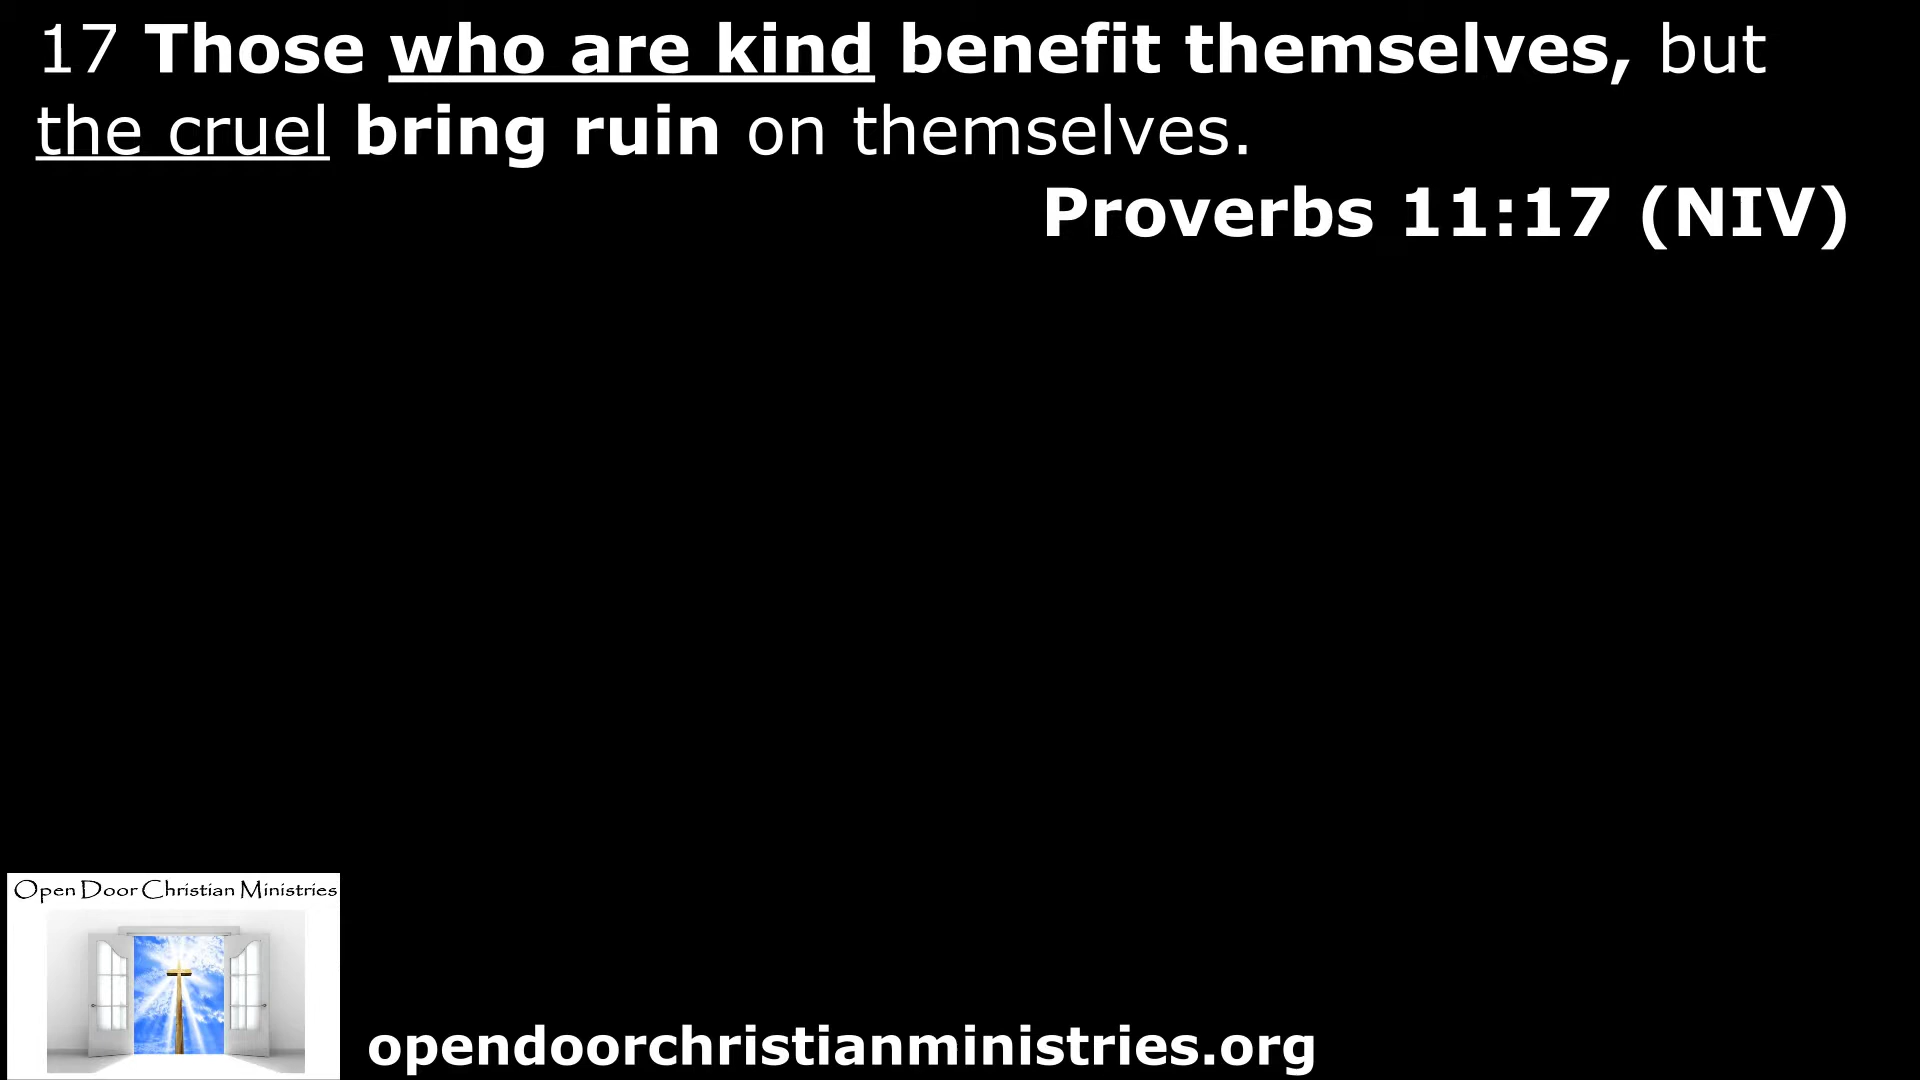 17 Those who are kind benefit themselves, but
the cruel bring ruin on themselves.
Proverbs 11:17 (NIV)
Open Door Christian Ministries
opendoorchristianministries.org